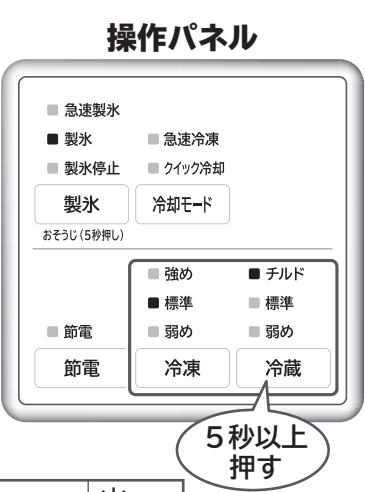 操作パネル
急速製氷
製氷 急速冷凍
製氷停止 クイック冷却
製氷 冷却モード
おそうじ(5秒押し)
強め チルド
標準 標準
節電 弱め 弱め
節電 冷凍 冷蔵
5秒以上
押す